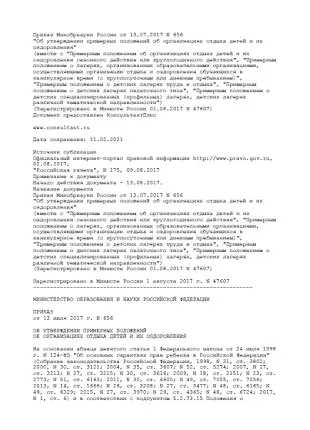 Приказ Минобрнауки России от 13.07.2017 N 656
"Об утверждении примерных положений об организациях отдыха детей и их
оздоровления"
(вместе с "Примерным положением об организациях отдыха детей и их
оздоровления сезонного действия или круглогодичного действия", "Примерным
положением о лагерях, организованных образовательными организациями,
осуществляющими организацию отдыха и оздоровления обучающихся в
каникулярное время (с круглосуточным или дневным пребыванием)",
"Примерным положением о детских лагерях труда и отдыха", "Примерным
положением о детских лагерях палаточного типа", "Примерным положением о
детских специализированных (профильных) лагерях, детских лагерях
различной тематической направленности")
(Зарегистрировано в Минюсте России 01.08.2017 N 47607)
Документ предоставлен КонсультантПлюс
www.consultant.ru
Дата сохранения: 11.02.2021
Источник публикации
Официальный интернет-портал правовой информации http://www.pravo.gov.ru,
02.08.2017,
"Российская газета", N 175, 09.08.2017
Примечание к документу
Начало действия документа - 13.08.2017.
Название документа
Приказ Минобрнауки России от 13.07.2017 N 656
"Об утверждении примерных положений об организациях отдыха детей и их
оздоровления"
(вместе с "Примерным положением об организациях отдыха детей и их
оздоровления сезонного действия или круглогодичного действия", "Примерным
положением о лагерях, организованных образовательными организациями,
осуществляющими организацию отдыха и оздоровления обучающихся в
каникулярное время (с круглосуточным или дневным пребыванием)",
"Примерным положением о детских лагерях труда и отдыха", "Примерным
положением о детских лагерях палаточного типа", "Примерным положением о
детских специализированных (профильных) лагерях, детских лагерях
различной тематической направленности")
(Зарегистрировано в Минюсте России 01.08.2017 N 47607)
Зарегистрировано в Минюсте России 1 августа 2017 г. N 47607
МИНИСТЕРСТВО ОБРАЗОВАНИЯ И НАУКИ РОССИЙСКОЙ ФЕДЕРАЦИИ
ПРИКАЗ
от 13 июля 2017 г. N 656
ОБ УТВЕРЖДЕНИИ ПРИМЕРНЫХ ПОЛОЖЕНИЙ
ОБ ОРГАНИЗАЦИЯХ ОТДЫХА ДЕТЕЙ И ИХ ОЗДОРОВЛЕНИЯ
На основании абзаца девятого статьи 1 Федерального закона от 24 июля 1998
г. N 124-ФЗ "Об основных гарантиях прав ребенка в Российской Федерации"
(Собрание законодательства Российской Федерации, 1998, N 31, ст. 3802;
2000, N 30, ст. 3121; 2004, N 35, ст. 3607; N 52, ст. 5274; 2007, N 27,
ст. 3213; N 27, ст. 3215; N 30, ст. 3616; 2009, N 18, ст. 2151; N 23, ст.
2773; N 51, ст. 6163; 2011, N 30, ст. 4600; N 49, ст. 7055, 7056;
2013, N 14, ст. 1666; N 26, ст. 3208; N 27, ст. 3477; N 48, ст. 6165; N
49, ст. 6329; 2015, N 27, ст. 3970; N 29, ст. 4365; N 48, ст. 6724; 2017,
N 1, ст. 6) и в соответствии с подпунктом 5.2.73.15 Положения о